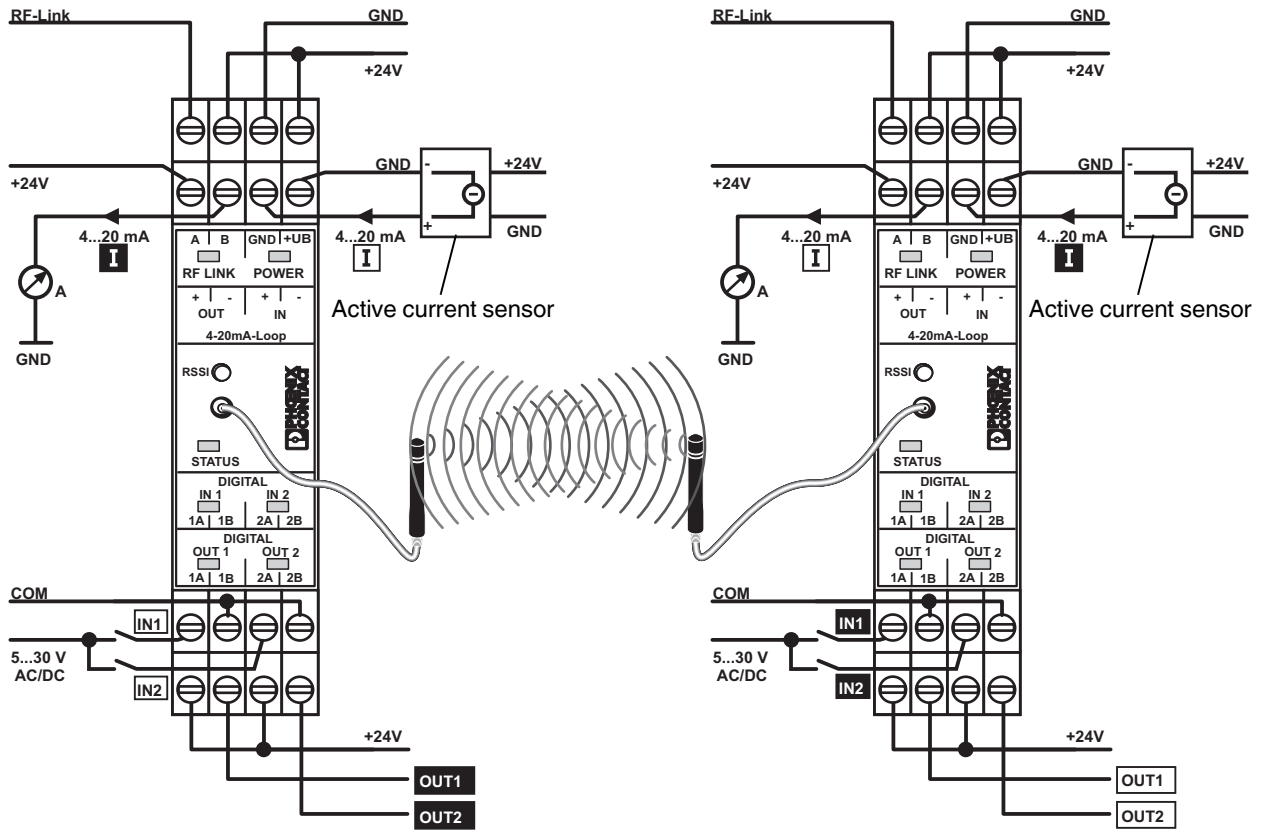 RF-Link
GND
+24V
+24V
GND
+24V
GND
-
+
4...20 mA
I
4...20 mA
I
A
GND
Active current sensor
A B GND +UB
RF LINK POWER
+ - + -
OUT IN
4-20mA-Loop
RSSI
PHOENIX
CONTACT
STATUS
DIGITAL
IN 1 IN 2
1A 1B 2A 2B
DIGITAL
OUT 1 OUT 2
1A 1B 2A 2B
COM
IN1
5...30 V
AC/DC
IN2
+24V
OUT1
OUT2
RF-Link
GND
+24V
+24V
GND
+24V
GND
-
+
4...20 mA
I
4...20 mA
I
A
GND
Active current sensor
A B GND +UB
RF LINK POWER
+ - + -
OUT IN
4-20mA-Loop
RSSI
PHOENIX
CONTACT
STATUS
DIGITAL
IN 1 IN 2
1A 1B 2A 2B
DIGITAL
OUT 1 OUT 2
1A 1B 2A 2B
COM
IN1
5...30 V
AC/DC
IN2
+24V
OUT1
OUT2